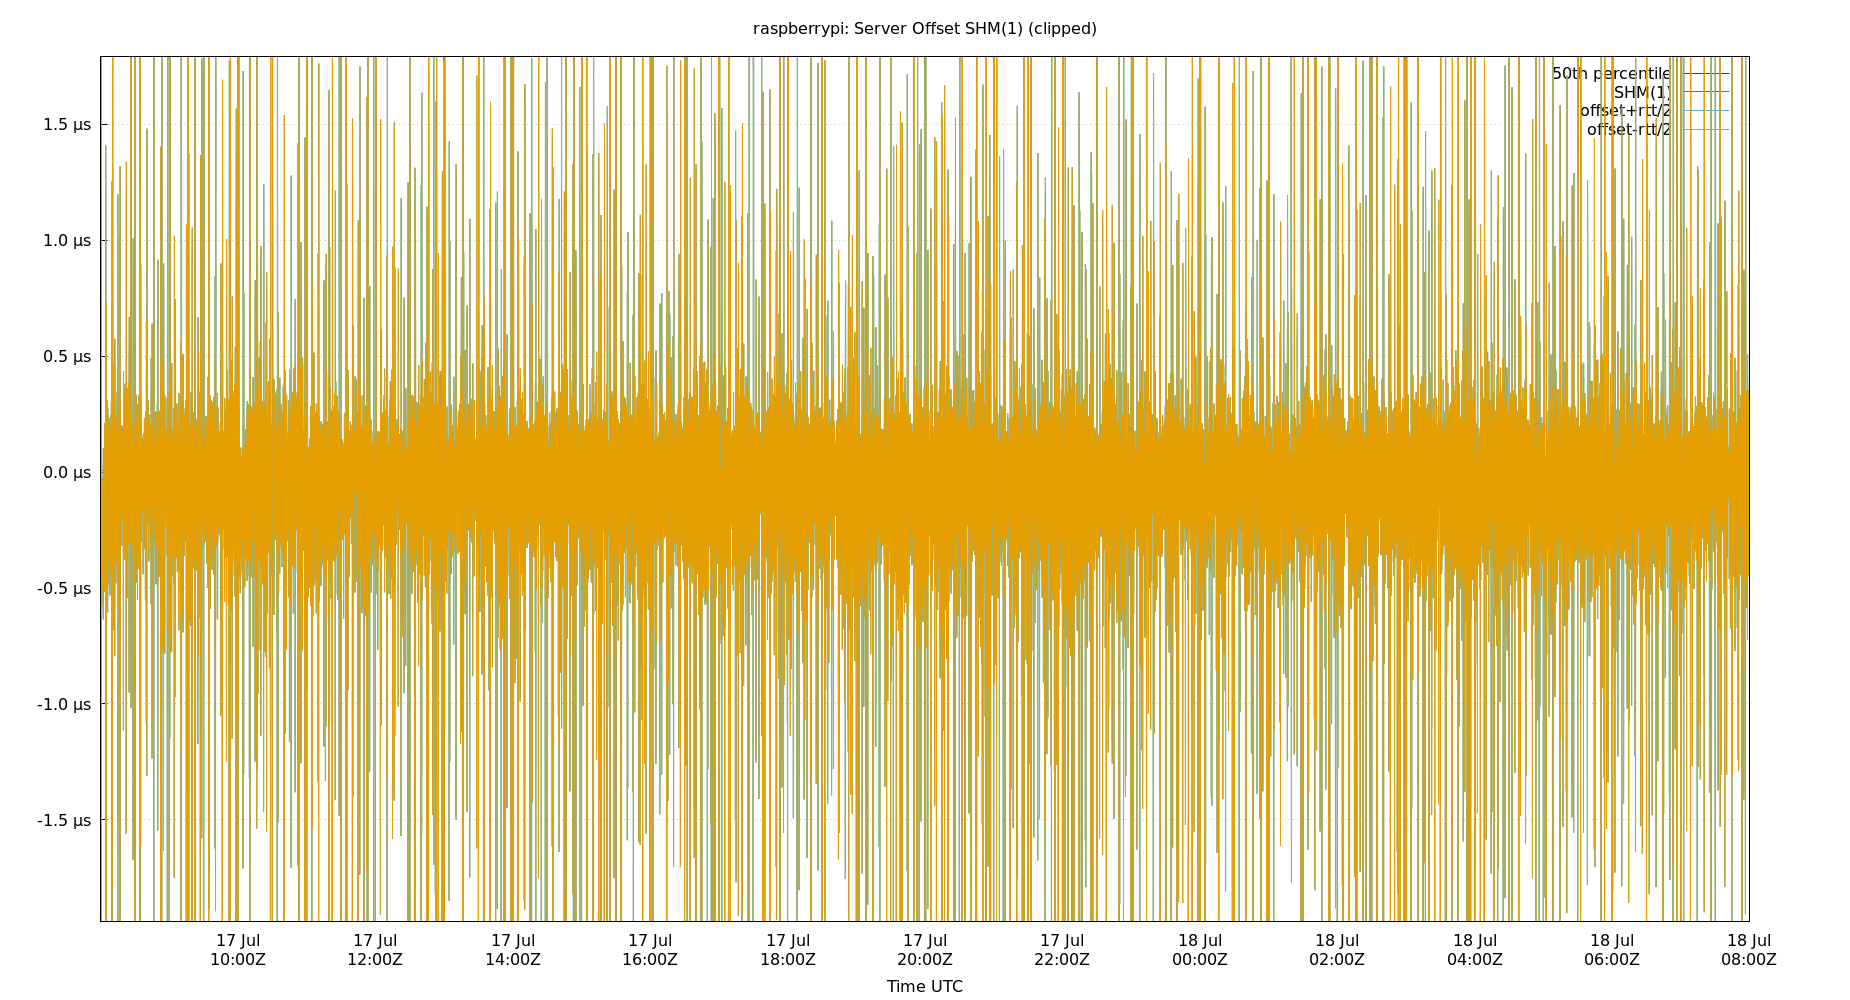 raspberrypi: Server Offset SHM(1) (clipped)
50th percentile
SHM(1)
offset+rtt/2
offset-rtt/2
1.5 µs
1.0 µs
0.5 µs
0.0 µs
-0.5 µs
-1.0 µs
-1.5 µs
17 Jul 17 Jul 17 Jul 17 Jul 17 Jul 17 Jul 17 Jul 18 Jul 18 Jul 18 Jul 18 Jul 18 Jul
10:00Z 12:00Z 14:00Z 16:00Z 18:00Z 20:00Z 22:00Z 00:00Z 02:00Z 04:00Z 06:00Z 08:00Z
Time UTC